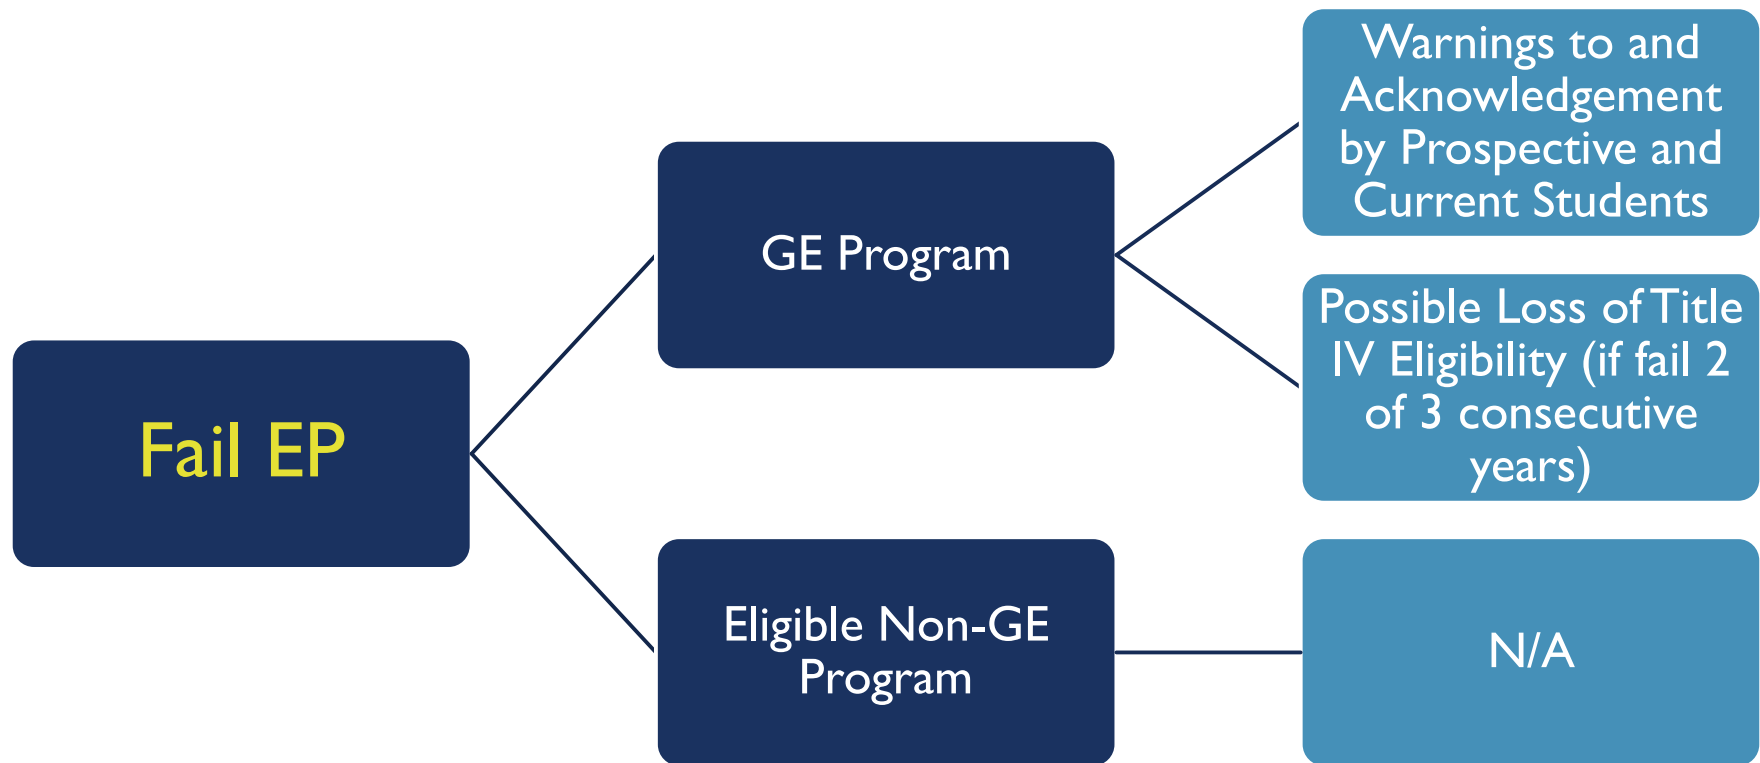 Fail EP
GE Program
Warnings to and
Acknowledgement
by Prospective and
Current Students
Possible Loss of Title
IV Eligibility (if fail 2
of 3 consecutive
years)
Eligible Non-GE
Program
N/A